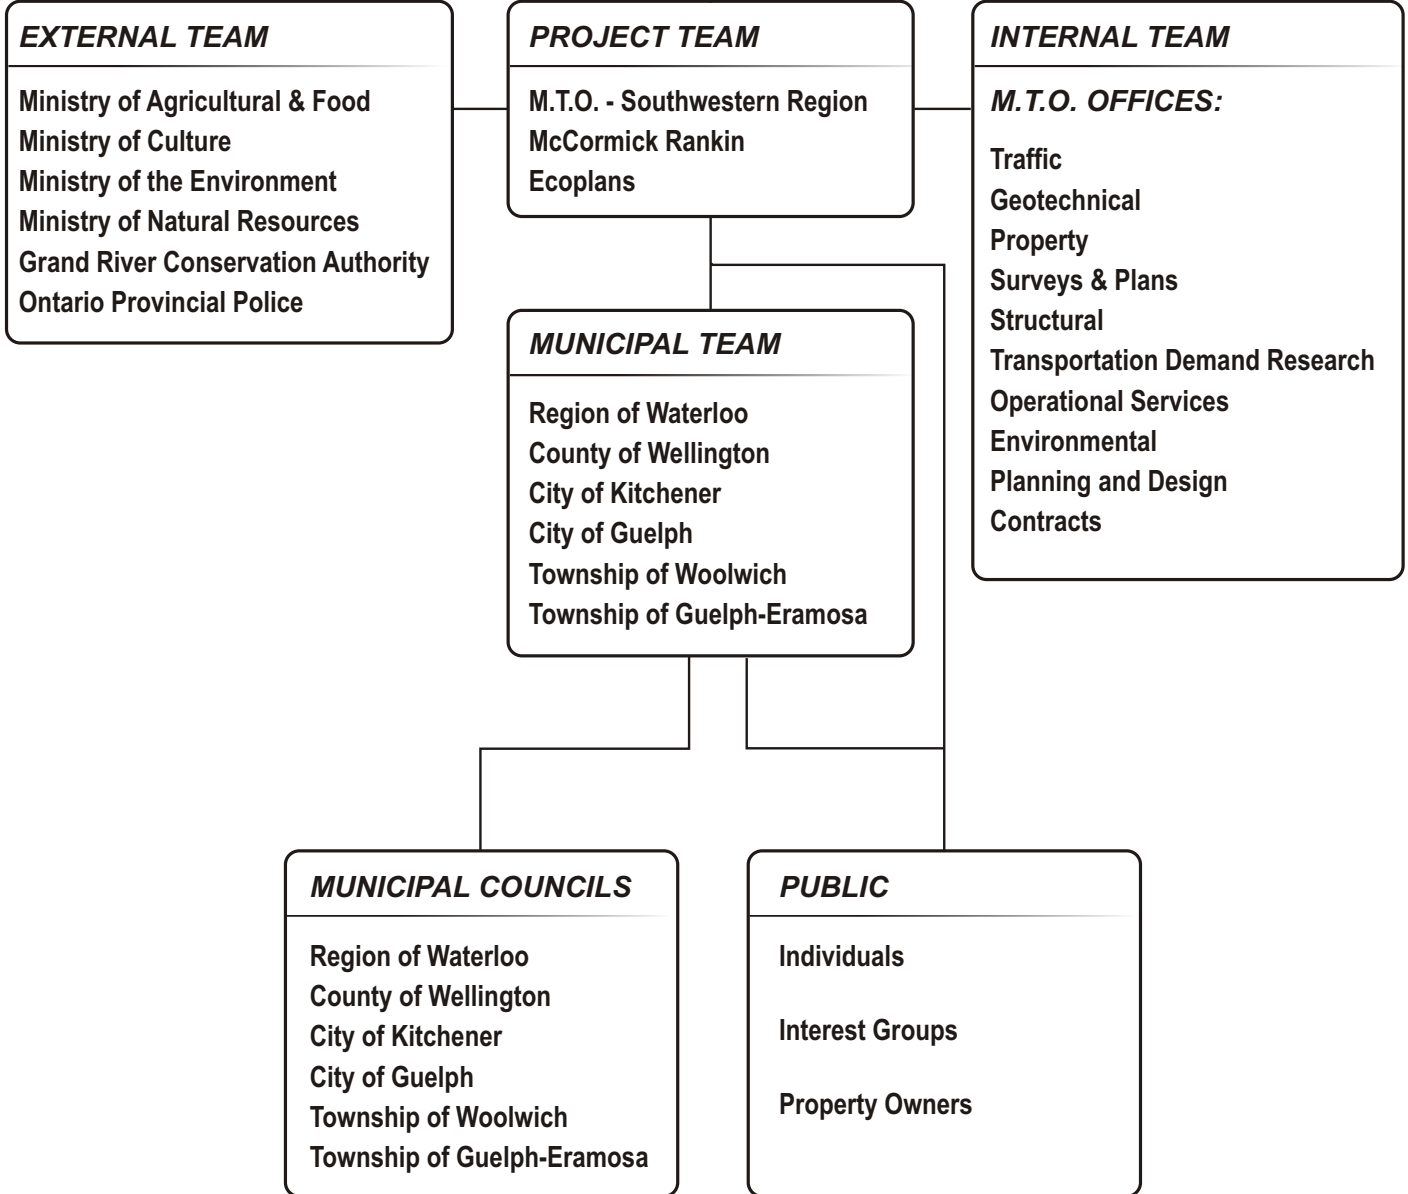 EXTERNAL TEAM
Ministry of Agricultural & Food
Ministry of Culture
Ministry of the Environment
Ministry of Natural Resources
Grand River Conservation Authority
Ontario Provincial Police
PROJECT TEAM
M.T.O. - Southwestern Region
McCormick Rankin
Ecoplans
INTERNAL TEAM
M.T.O. OFFICES:
Traffic
Geotechnical
Property
Surveys & Plans
Structural
Transportation Demand Research
Operational Services
Environmental
Planning and Design
Contracts
MUNICIPAL TEAM
Region of Waterloo
County of Wellington
City of Kitchener
City of Guelph
Township of Woolwich
Township of Guelph-Eramosa
MUNICIPAL COUNCILS
Region of Waterloo
County of Wellington
City of Kitchener
City of Guelph
Township of Woolwich
Township of Guelph-Eramosa
PUBLIC
Individuals
Interest Groups
Property Owners